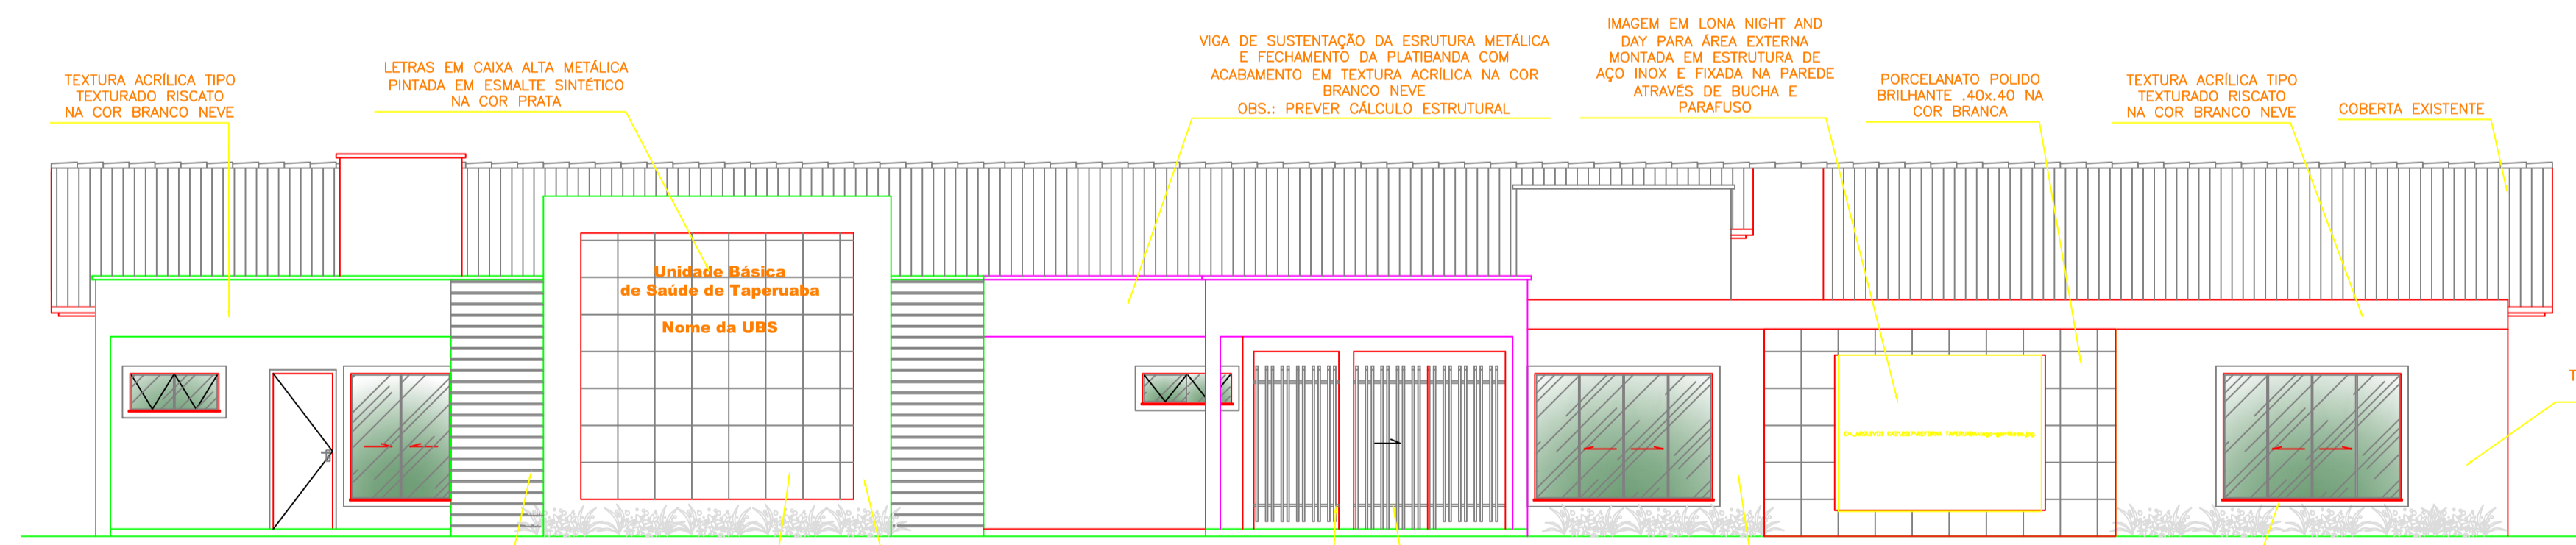 TEXTURA ACRÍLICA TIPO
TEXTURADO RISCATO
NA COR BRANCO NEVE
LETRAS EM CAIXA ALTA METÁLICA
PINTADA EM ESMALTE SINTÉTICO
NA COR PRATA
VIGA DE SUSTENTAÇÃO DA ESRUTURA METÁLICA
E FECHAMENTO DA PLATIBANDA COM
ACABAMENTO EM TEXTURA ACRÍLICA NA COR
BRANCO NEVE
OBS.: PREVER CÁLCULO ESTRUTURAL
IMAGEM EM LONA NIGHT AND
DAY PARA ÁREA EXTERNA
MONTADA EM ESTRUTURA DE
AÇO INOX E FIXADA NA PAREDE
ATRAVÉS DE BUCHA E
PARAFUSO
PORCELANATO POLIDO
BRILHANTE .40x.40 NA
COR BRANCA
TEXTURA ACRÍLICA TIPO
TEXTURADO RISCATO
NA COR BRANCO NEVE
COBERTA EXISTENTE
Unidade Básica
de Saúde de Taperuaba
Nome da UBS
T